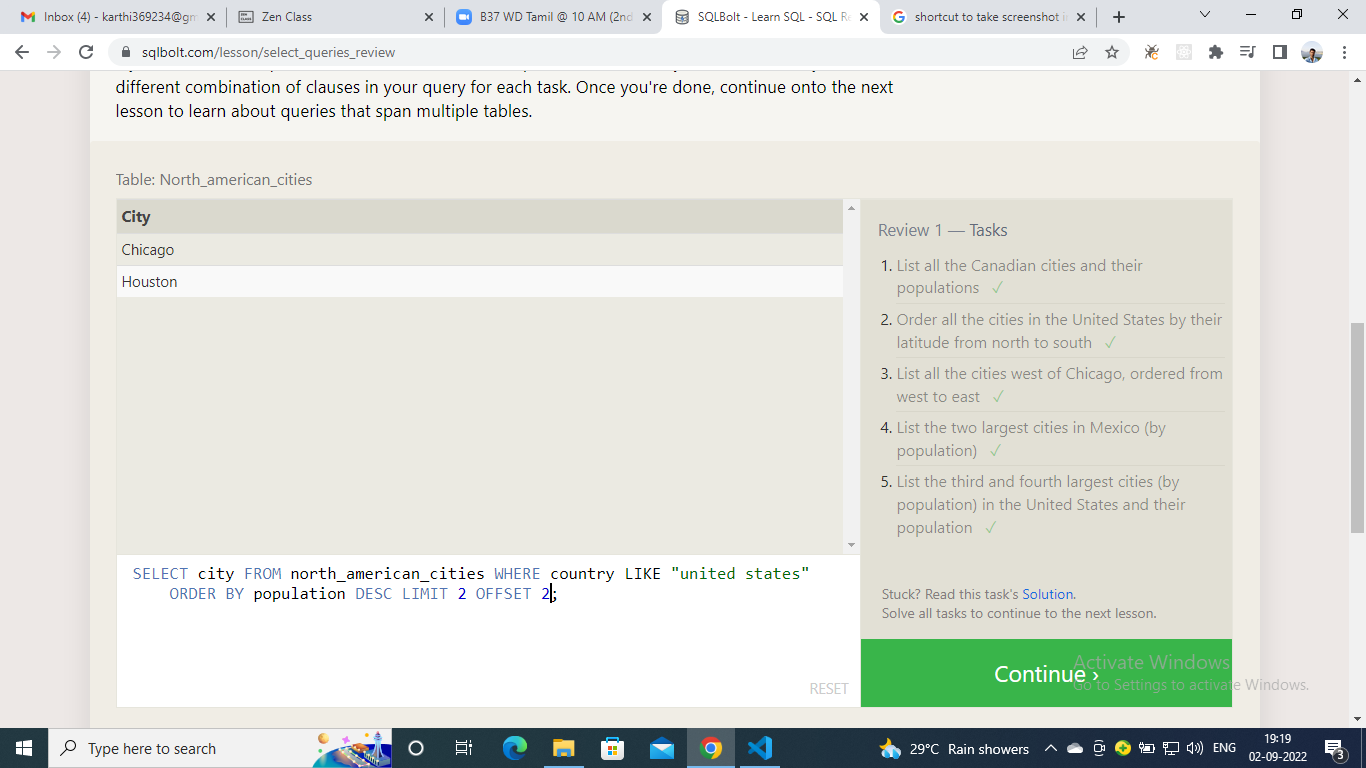 Inbox (4) - karthi369234@gm
Zen Class
B37 WD Tamil @ 10 AM (2nd
SQLBolt - Learn SQL - SQL Re
shortcut to take screenshot i
sqlbolt.com/lesson/select_queries_review
different combination of clauses in your query for each task. Once you're done, continue onto the next
lesson to learn about queries that span multiple tables.
Table: North_american_cities
City
Chicago
Houston
SELECT city FROM north_american_cities WHERE country LIKE "united states"
ORDER BY population DESC LIMIT 2 OFFSET 2;
RESET
Review 1 — Tasks
1. List all the Canadian cities and their
populations ✓
2. Order all the cities in the United States by their
latitude from north to south ✓
3. List all the cities west of Chicago, ordered from
west to east ✓
4. List the two largest cities in Mexico (by
population) ✓
5. List the third and fourth largest cities (by
population) in the United States and their
population ✓
Stuck? Read this task's Solution.
Solve all tasks to continue to the next lesson.
Continue ›
Activate Windows
Go to Settings to activate Windows.
Type here to search
29°C Rain showers
ENG
19:19
02-09-2022
3